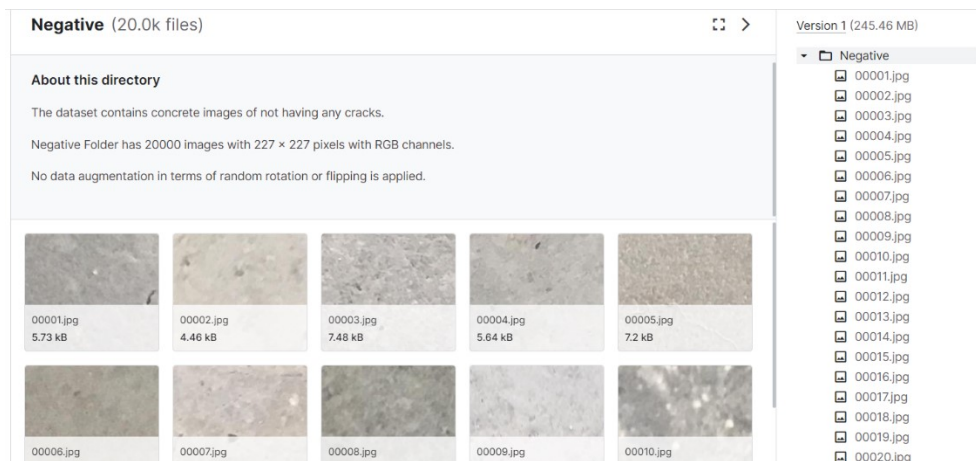 Negative (20.0k files)
About this directory
The dataset contains concrete images of not having any cracks.
Negative Folder has 20000 images with 227 × 227 pixels with RGB channels.
No data augmentation in terms of random rotation or flipping is applied.
00001.jpg
5.73 kB
00002.jpg
4.46 kB
00003.jpg
7.48 kB
00004.jpg
5.64 kB
00005.jpg
7.2 kB
00006.jpg
00007.jpg
00008.jpg
00009.jpg
00010.jpg
Version 1 (245.46 MB)
Negative
00001.jpg
00002.jpg
00003.jpg
00004.jpg
00005.jpg
00006.jpg
00007.jpg
00008.jpg
00009.jpg
00010.jpg
00011.jpg
00012.jpg
00013.jpg
00014.jpg
00015.jpg
00016.jpg
00017.jpg
00018.jpg
00019.jpg
00020.jpg